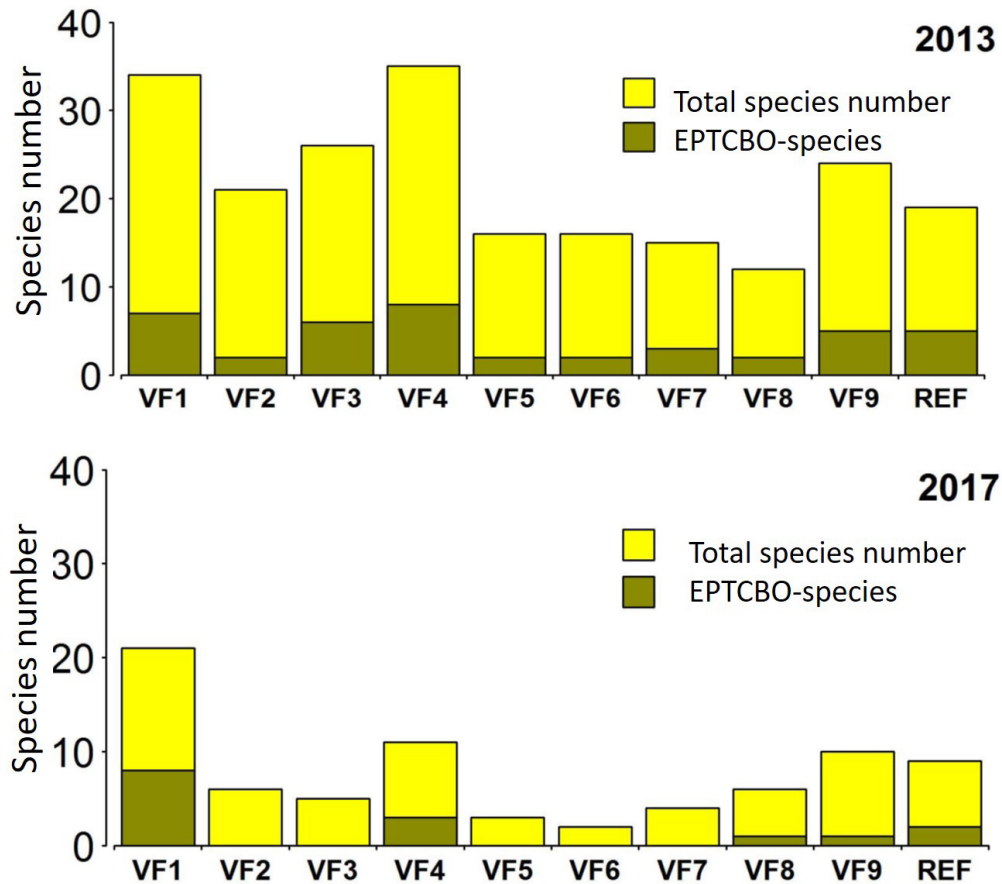 2013
Species number
40
30
20
10
0
Total species number
EPTCBO-species
VF1 VF2 VF3 VF4 VF5 VF6 VF7 VF8 VF9 REF
2017
Species number
40
30
20
10
0
Total species number
EPTCBO-species
VF1 VF2 VF3 VF4 VF5 VF6 VF7 VF8 VF9 REF